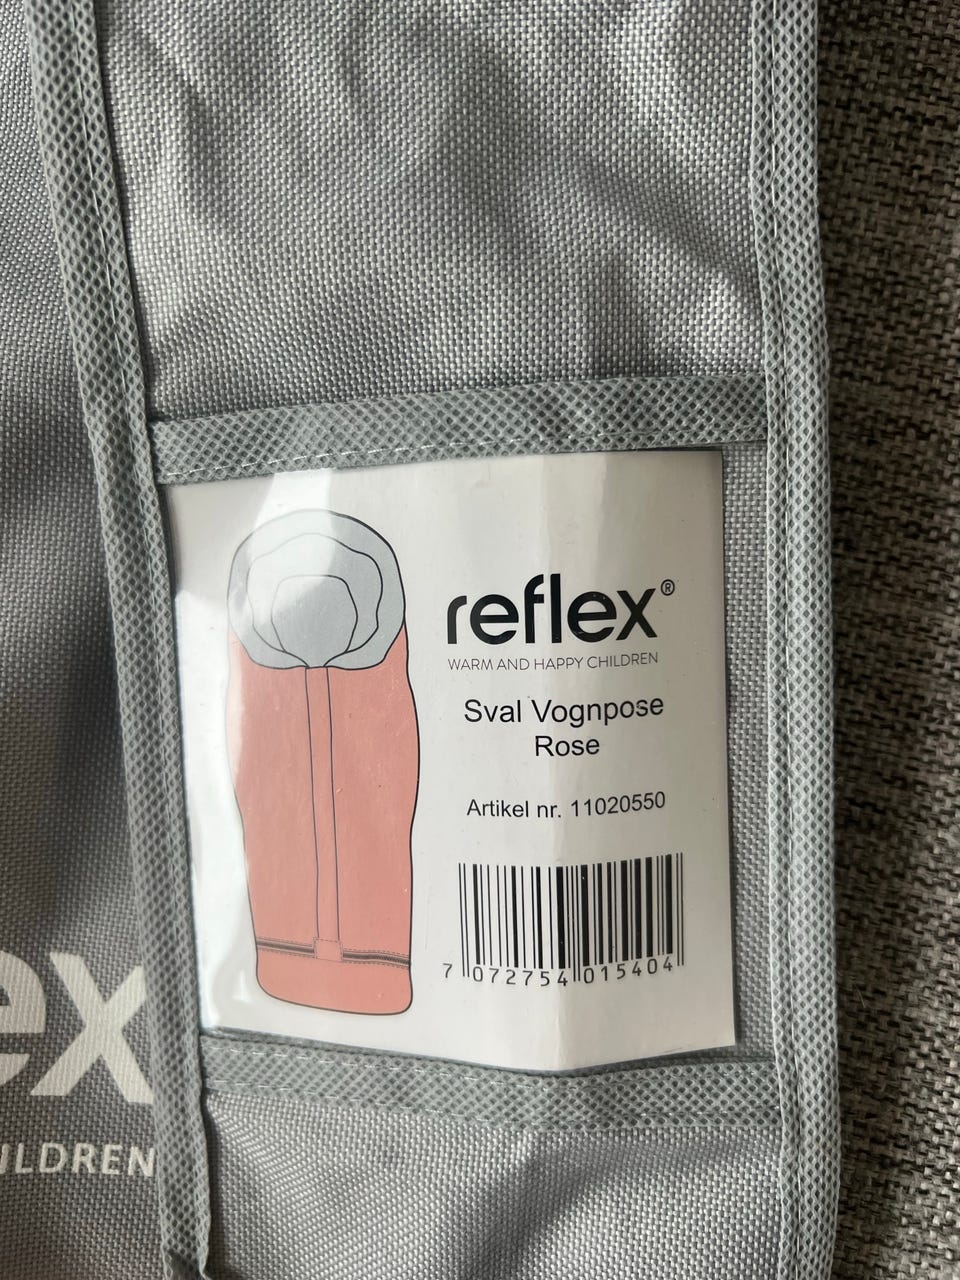 reflex®
WARM AND HAPPY CHILDREN
Sval Vognpose
Rose
Artikel nr. 11020550
7 072754 015404
ex
ILDREN